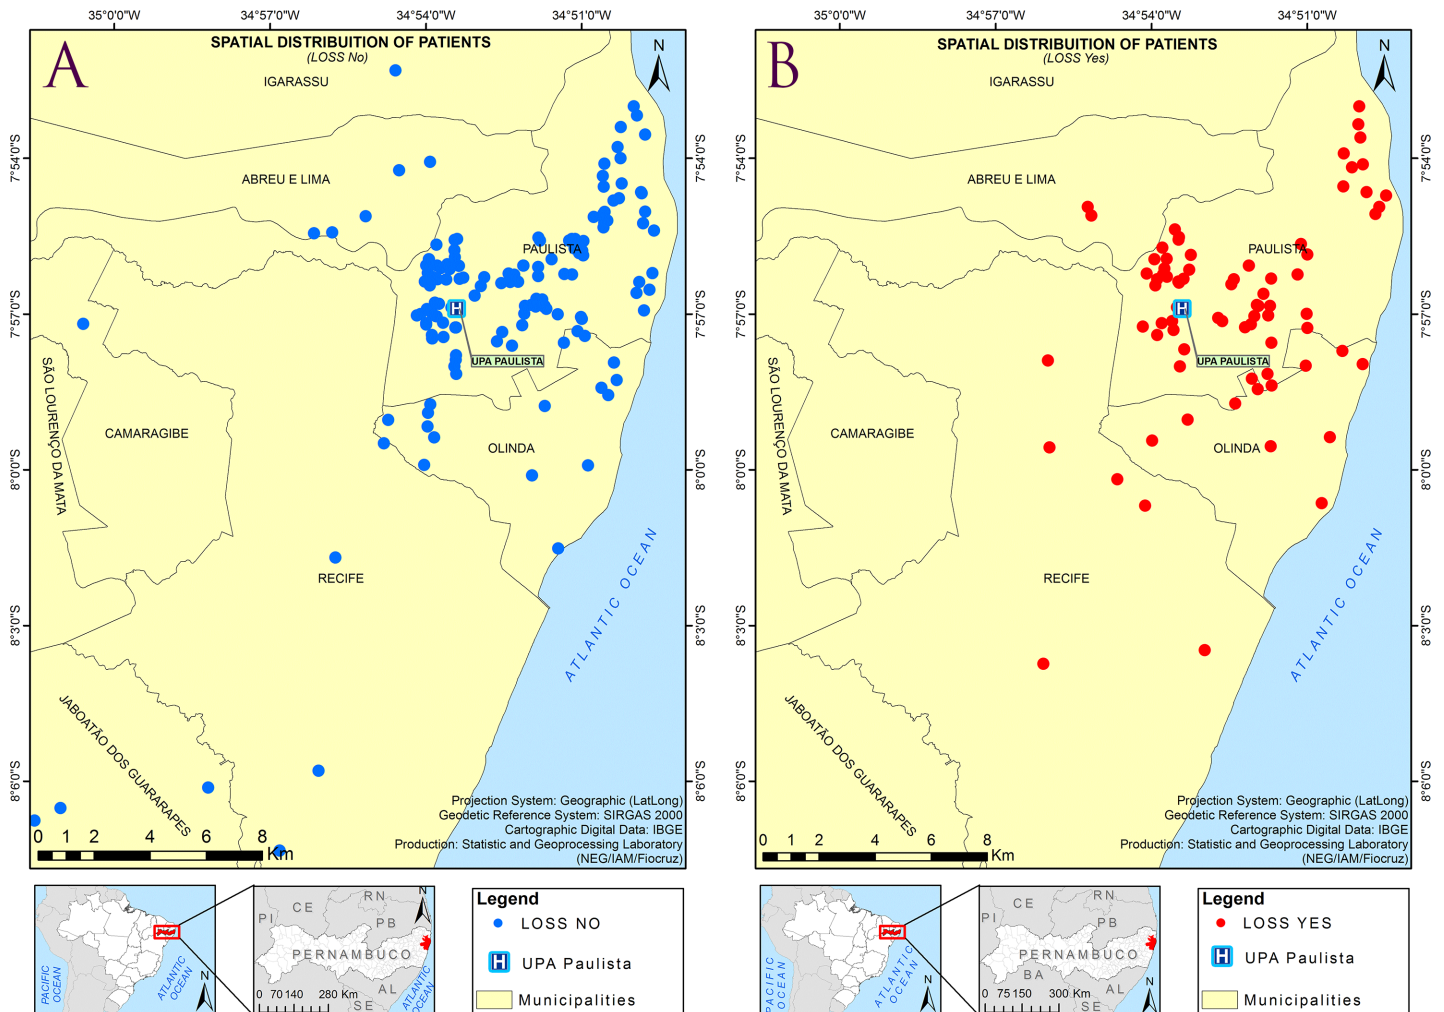 35°0'0"W 34°57'0"W 34°54'0"W 34°51'0"W
A
SPATIAL DISTRIBUITION OF PATIENTS
(LOSS No)
N
IGARASSU
ABREU E LIMA
PAULISTA
H
UPA PAULISTA
SÃO LOURENÇO DA MATA
CAMARAGIBE
OLINDA
RECIFE
ATLANTIC OCEAN
JABOATÃO DOS GUARARAPES
7°54'0"S
7°57'0"S
8°0'0"S
8°3'0"S
8°6'0"S
Projection System: Geographic (LatLong)
Geodetic Reference System: SIRGAS 2000
Cartographic Digital Data: IBGE
Production: Statistic and Geoprocessing Laboratory
(NEG/IAM/Fiocruz)
0 1 2 4 6 8
Km
PACIFIC
OCEAN
ATLANTIC
OCEAN
N
PI
CE
RN
PB
PERNAMBUCO
AL
SE
N
ATLANTIC
OCEAN
0 70 140 280 Km
Legend
LOSS NO
H UPA Paulista
Municipalities
35°0'0"W 34°57'0"W 34°54'0"W 34°51'0"W
B
SPATIAL DISTRIBUITION OF PATIENTS
(LOSS Yes)
N
IGARASSU
ABREU E LIMA
PAULISTA
H
UPA PAULISTA
SÃO LOURENÇO DA MATA
CAMARAGIBE
OLINDA
RECIFE
ATLANTIC OCEAN
JABOATÃO DOS GUARARAPES
7°54'0"S
7°57'0"S
8°0'0"S
8°3'0"S
8°6'0"S
Projection System: Geographic (LatLong)
Geodetic Reference System: SIRGAS 2000
Cartographic Digital Data: IBGE
Production: Statistic and Geoprocessing Laboratory
(NEG/IAM/Fiocruz)
0 1 2 4 6 8
Km
PACIFIC
OCEAN
ATLANTIC
OCEAN
N
PI
CE
RN
PB
PERNAMBUCO
BA
AL
SE
N
0 75 150 300 Km
Legend
LOSS YES
H UPA Paulista
Municipalities